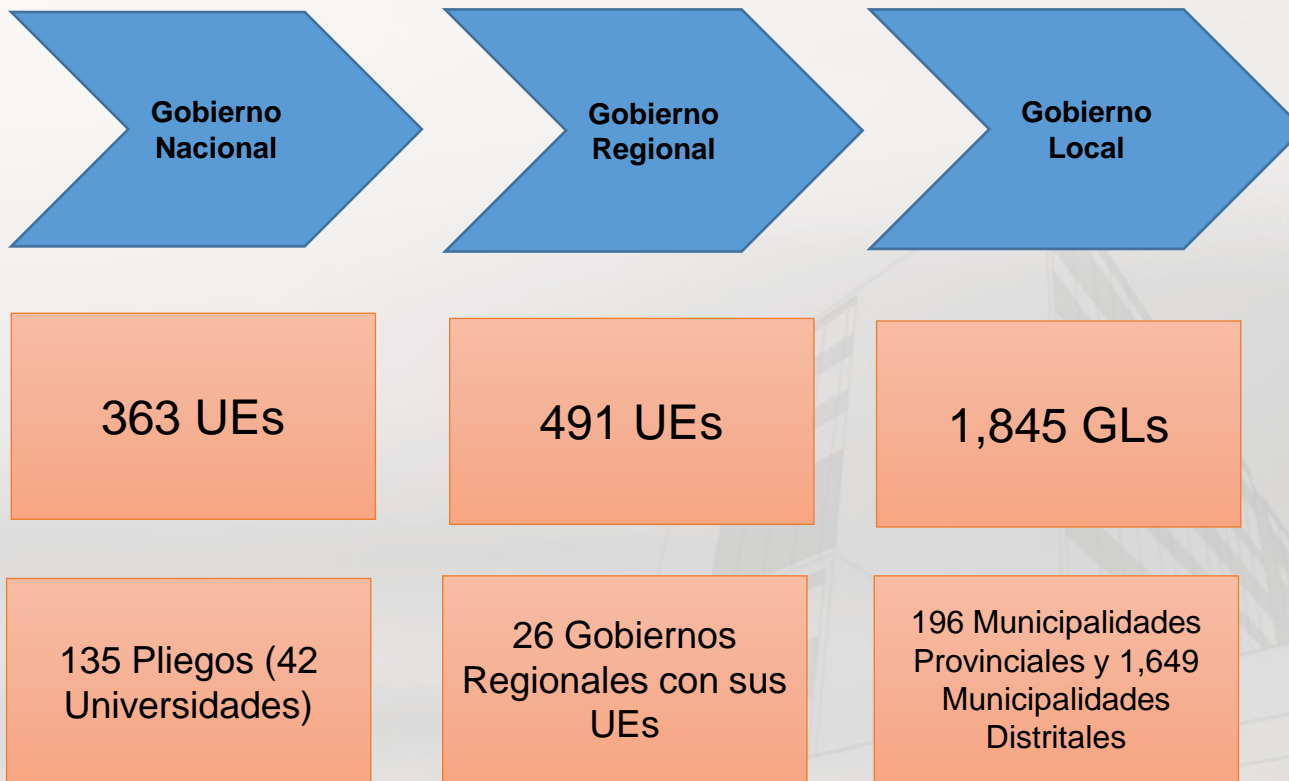 Gobierno
Nacional
Gobierno
Regional
Gobierno
Local
363 UEs
491 UEs
1,845 GLs
135 Pliegos (42
Universidades)
26 Gobiernos
Regionales con sus
UEs
196 Municipalidades
Provinciales y 1,649
Municipalidades
Distritales